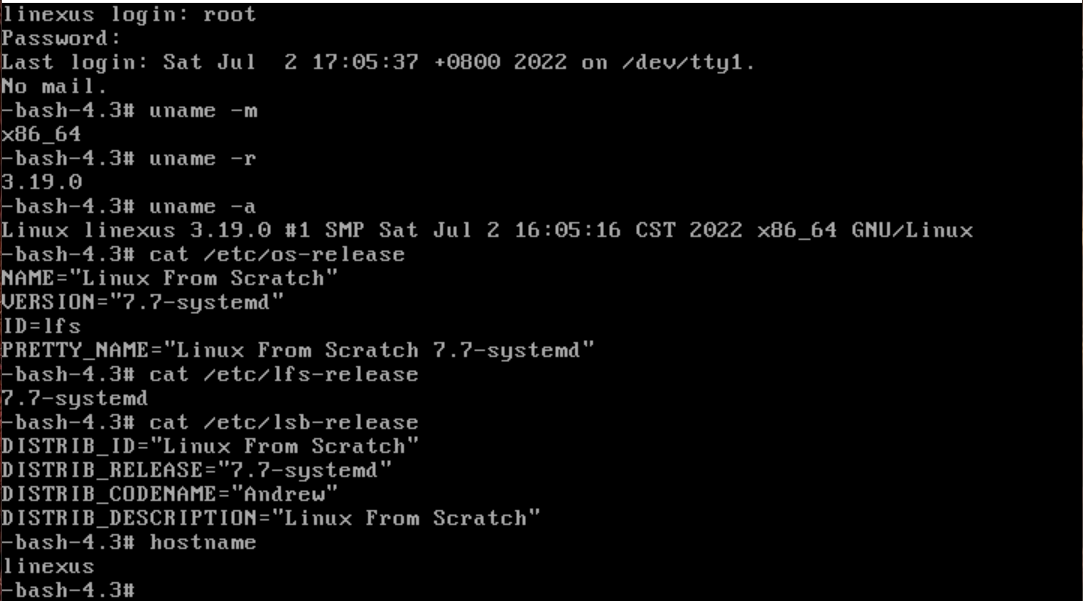 linexus login: root
Password:
Last login: Sat Jul  2 17:05:37 +0800 2022 on /dev/tty1.
No mail.
-bash-4.3# uname -m
x86_64
-bash-4.3# uname -r
3.19.0
-bash-4.3# uname -a
Linux linexus 3.19.0 #1 SMP Sat Jul 2 16:05:16 CST 2022 x86_64 GNU/Linux
-bash-4.3# cat /etc/os-release
NAME="Linux From Scratch"
VERSION="7.7-systemd"
ID=lfs
PRETTY_NAME="Linux From Scratch 7.7-systemd"
-bash-4.3# cat /etc/lfs-release
7.7-systemd
-bash-4.3# cat /etc/lsb-release
DISTRIB_ID="Linux From Scratch"
DISTRIB_RELEASE="7.7-systemd"
DISTRIB_CODENAME="Andrew"
DISTRIB_DESCRIPTION="Linux From Scratch"
-bash-4.3# hostname
linexus
-bash-4.3#